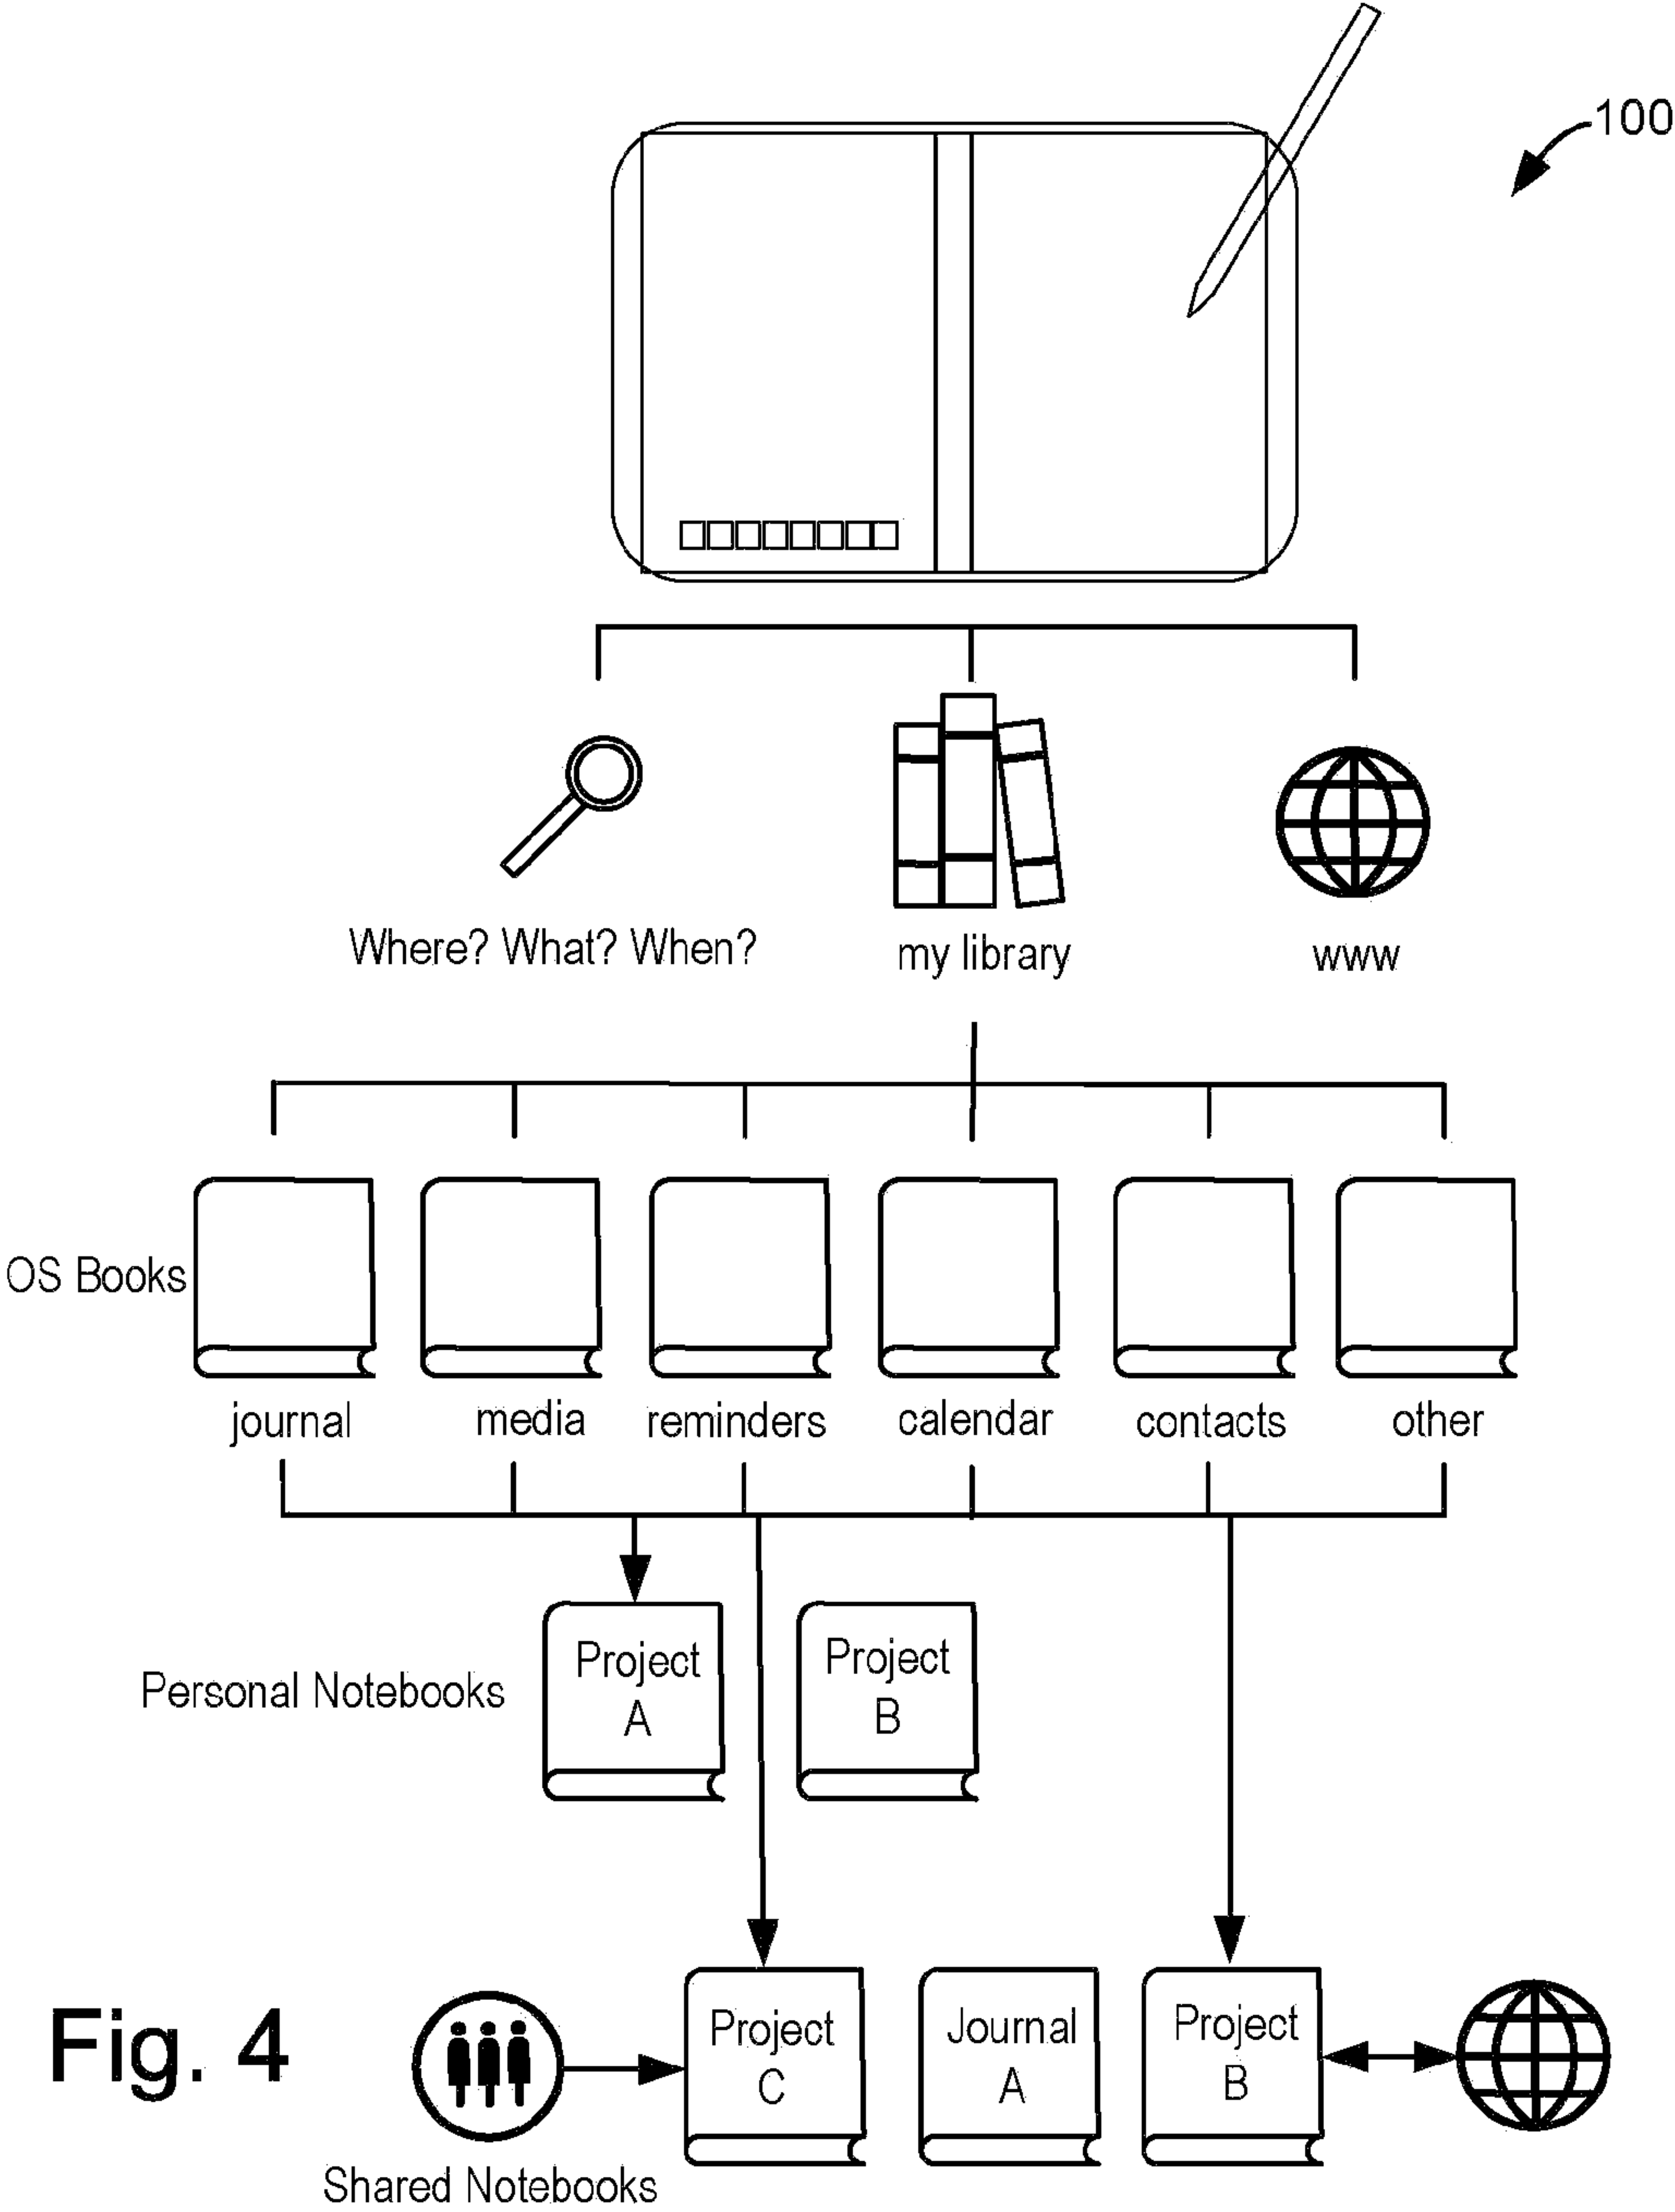 100
Where? What? When?
my library
www
OS Books
journal
media
reminders
calendar
contacts
other
Personal Notebooks
Project
A
Project
B
Project
C
Journal
A
Project
B
Fig. 4
Shared Notebooks